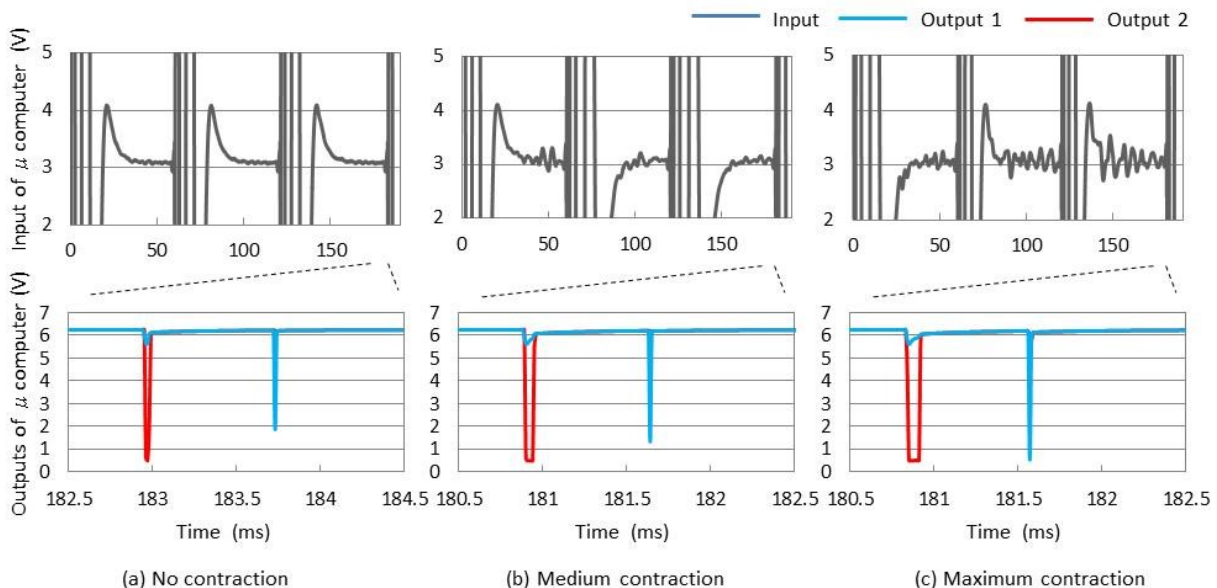 Input Output 1 Output 2
Input of μ computer (V)
5
4
3
2
0 50 100 150
5
4
3
2
0 50 100 150
5
4
3
2
0 50 100 150
Outputs of μ computer (V)
7
6
5
4
3
2
1
0
182.5 183 183.5 184 184.5
Time (ms)
7
6
5
4
3
2
1
0
180.5 181 181.5 182 182.5
Time (ms)
7
6
5
4
3
2
1
0
180.5 181 181.5 182 182.5
Time (ms)
(a) No contraction
(b) Medium contraction
(c) Maximum contraction